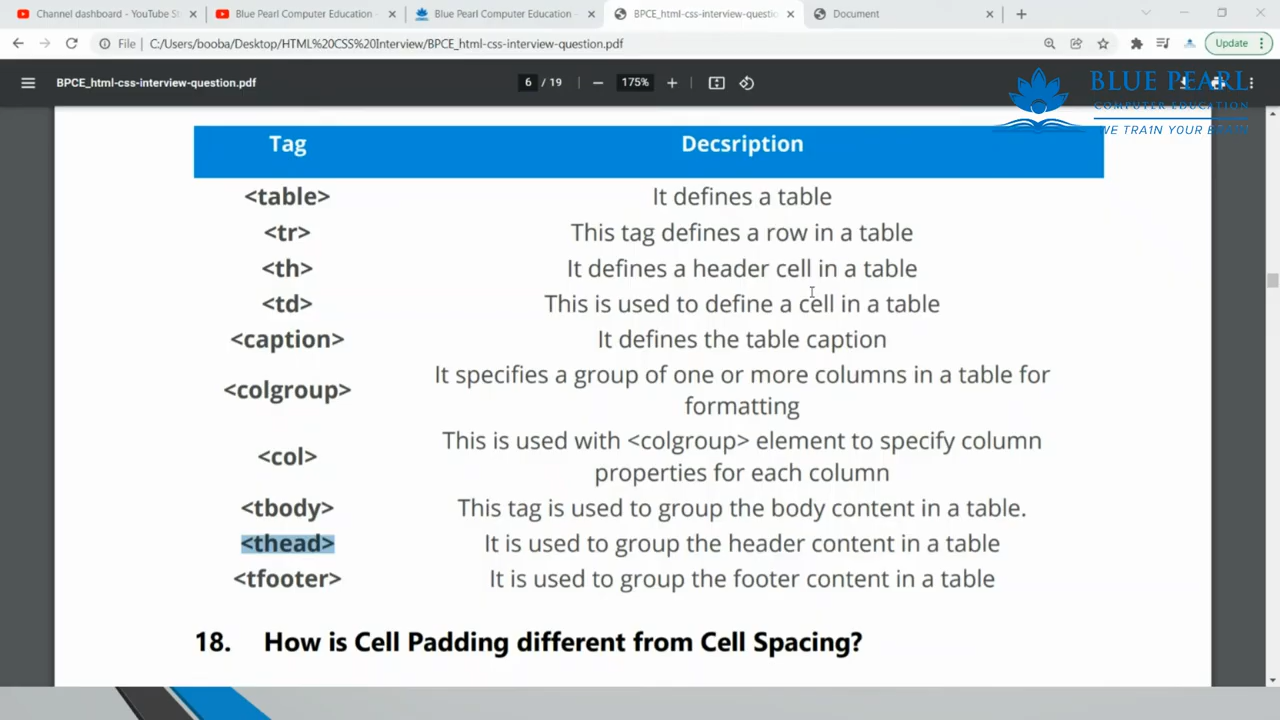 Channel dashboard - YouTube St
Blue Pearl Computer Education -
Blue Pearl Computer Education -
BPCE_html-css-interview-questio
Document
File
C:/Users/booba/Desktop/HTML%20CSS%20Interview/BPCE_html-css-interview-question.pdf
Update
BPCE_html-css-interview-question.pdf
6 / 19
175%
BLUE PEARL
COMPUTER EDUCATION
WE TRA1N YOUR BRAIN
Tag Decsription
<table> It defines a table
<tr> This tag defines a row in a table
<th> It defines a header cell in a table
<td> This is used to define a cell in a table
<caption> It defines the table caption
<colgroup> It specifies a group of one or more columns in a table for
formatting
<col> This is used with <colgroup> element to specify column
properties for each column
<tbody> This tag is used to group the body content in a table.
<thead> It is used to group the header content in a table
<tfooter> It is used to group the footer content in a table
18. How is Cell Padding different from Cell Spacing?